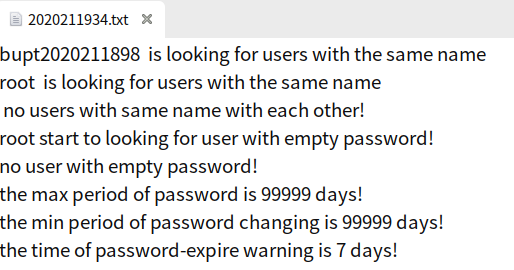 2020211934.txt
bupt2020211898 is looking for users with the same name
root is looking for users with the same name
no users with same name with each other!
root start to looking for user with empty password!
no user with empty password!
the max period of password is 99999 days!
the min period of password changing is 99999 days!
the time of password-expire warning is 7 days!